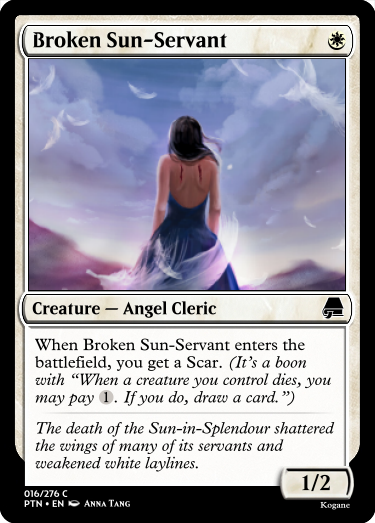 Broken Sun-Servant
Creature — Angel Cleric
When Broken Sun-Servant enters the
battlefield, you get a Scar. (It's a boon
with “When a creature you control dies, you
may pay 1. If you do, draw a card.”)
The death of the Sun-in-Splendour shattered
the wings of many of its servants and
weakened white laylines.
1/2
016/276 C
PTN • EN Anna Tang
Kogane